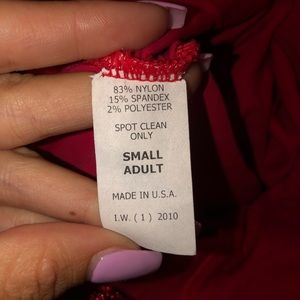 83% NYLON
15% SPANDEX
2% POLYESTER
SPOT CLEAN
ONLY
SMALL
ADULT
MADE IN U.S.A.
I.W. ( 1 ) 2010